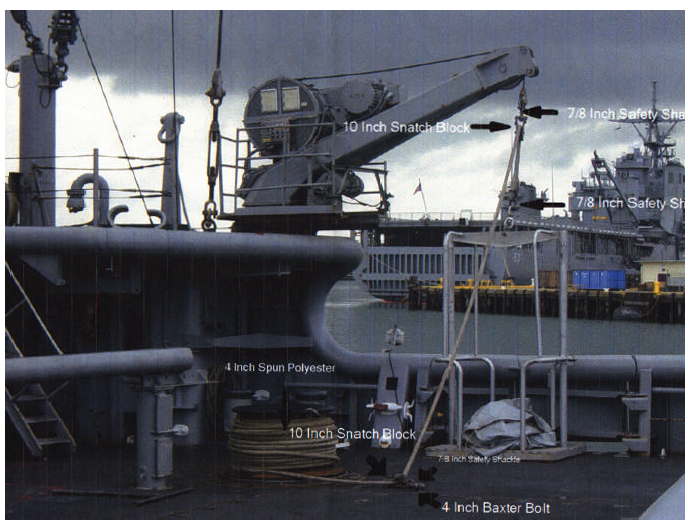 7/8 Inch Safety Sha
10 Inch Snatch Block
7/8 Inch Safety Sh
4 Inch Spun Polyester
10 Inch Snatch Block
7/8 Inch Safety Shackle
4 Inch Baxter Bolt